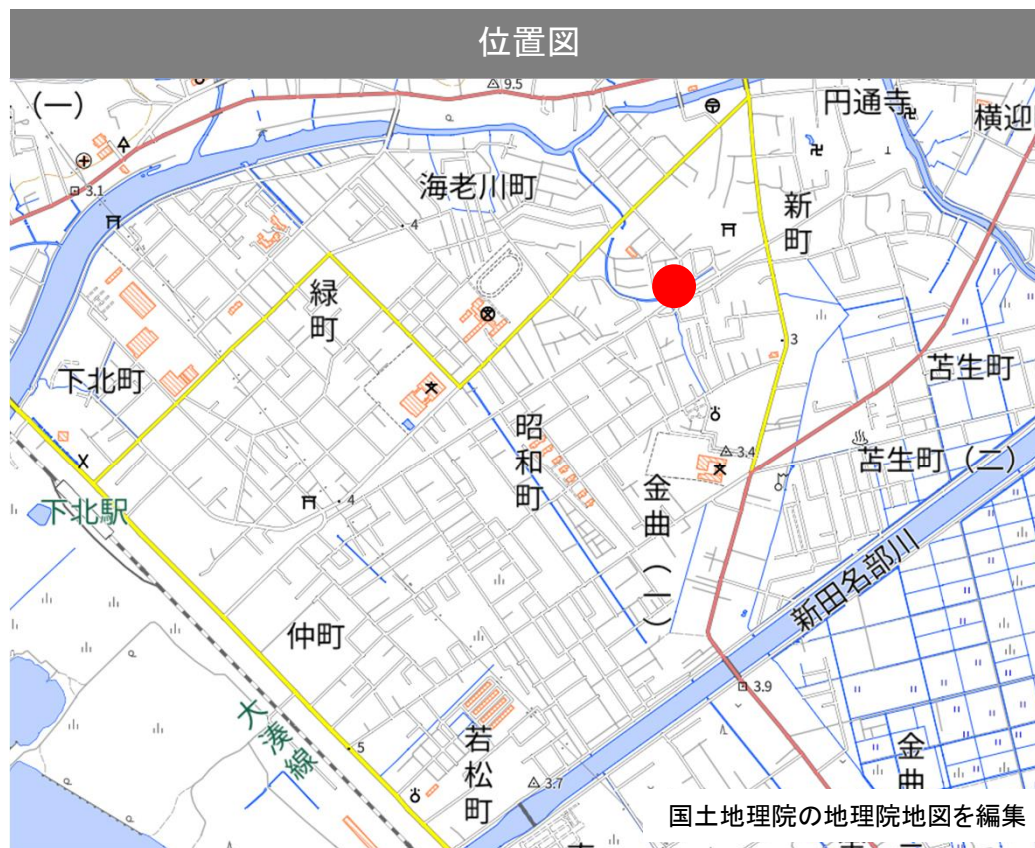 位置図
(一)
9.5
円通寺
横迎
3.1
海老川町
4
新町
緑町
3
下北町
苫生町
昭和町
3.4
苫生町(二)
金曲(一)
下北駅
4
新田名部川
仲町
3.9
大湊線
5
若松町
3.7
金曲
国土地理院の地理院地図を編集